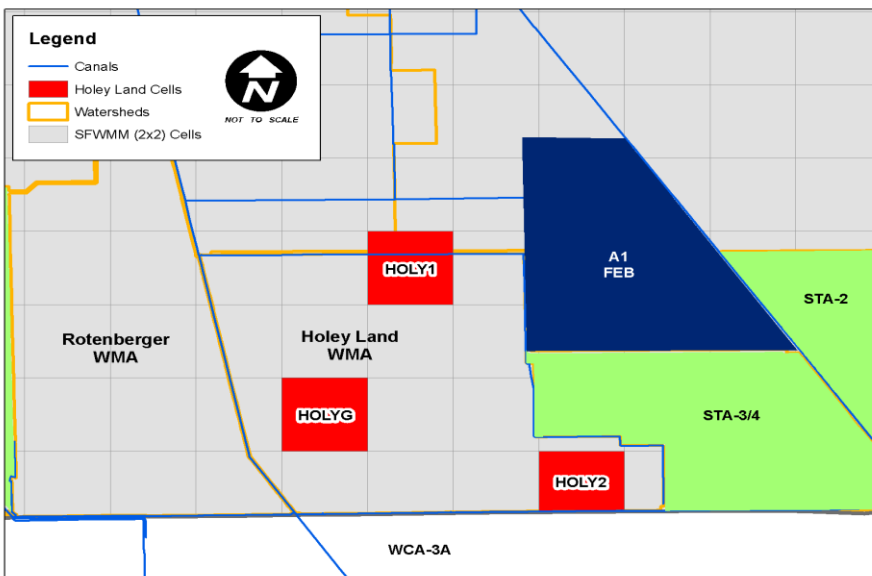 Legend
Canals
Holey Land Cells
Watersheds
SFWMM (2x2) Cells
N
NOT TO SCALE
A1
FEB
HOLY1
STA-2
Rotenberger
WMA
Holey Land
WMA
HOLYG
STA-3/4
HOLY2
WCA-3A